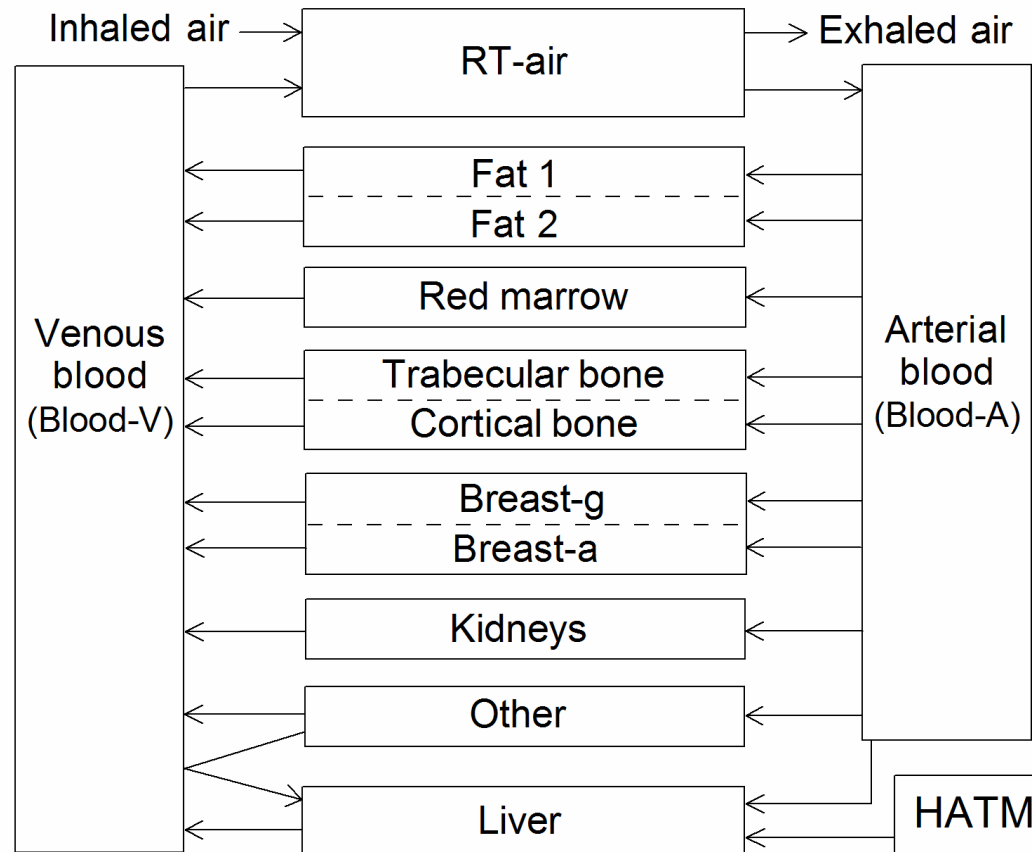 Inhaled air
RT-air
Exhaled air
Fat 1
Fat 2
Red marrow
Venous
blood
(Blood-V)
Trabecular bone
Cortical bone
Arterial
blood
(Blood-A)
Breast-g
Breast-a
Kidneys
Other
Liver
HATM